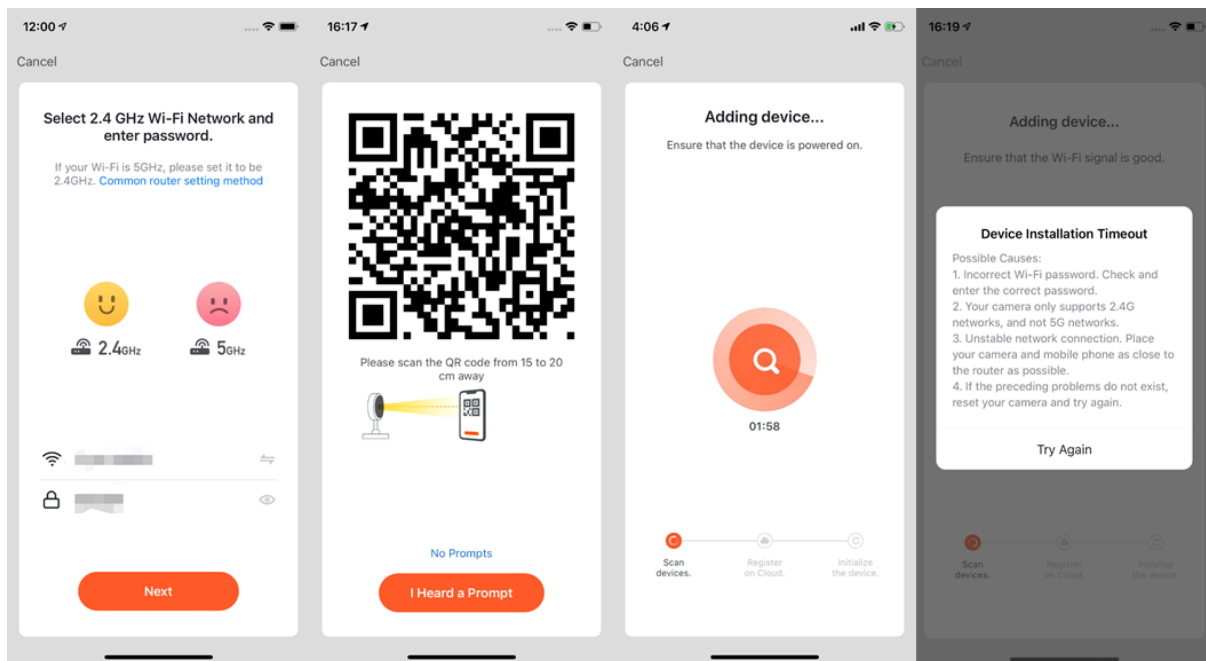 12:00
Cancel
Select 2.4 GHz Wi-Fi Network and
enter password.
If your Wi-Fi is 5GHz, please set it to be
2.4GHz. Common router setting method
2.4GHz
5GHz
Next
16:17
Cancel
Please scan the QR code from 15 to 20
cm away
No Prompts
I Heard a Prompt
4:06
Cancel
Adding device...
Ensure that the device is powered on.
01:58
Scan
devices.
Register
on Cloud.
Initialize
the device.
16:19
Cancel
Adding device...
Ensure that the Wi-Fi signal is good.
Device Installation Timeout
Possible Causes:
1. Incorrect Wi-Fi password. Check and
enter the correct password.
2. Your camera only supports 2.4G
networks, and not 5G networks.
3. Unstable network connection. Place
your camera and mobile phone as close to
the router as possible.
4. If the preceding problems do not exist,
reset your camera and try again.
Try Again
Scan
devices.
Register
on Cloud.
Initialize
the device.